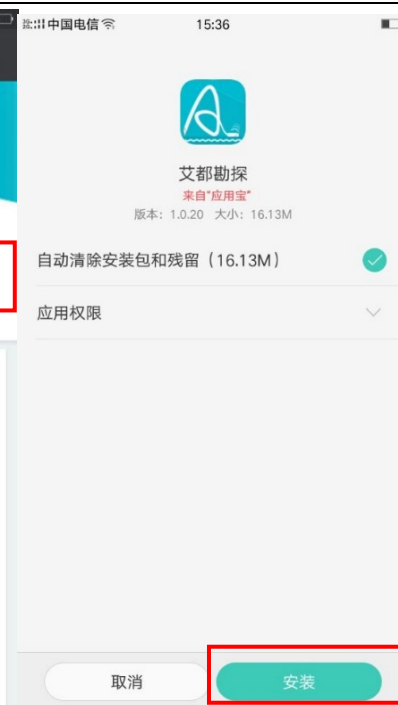 中国电信 15:36
艾都勘探
来自“应用宝”
版本：1.0.20 大小：16.13M
自动清除安装包和残留（16.13M）
应用权限
取消 安装